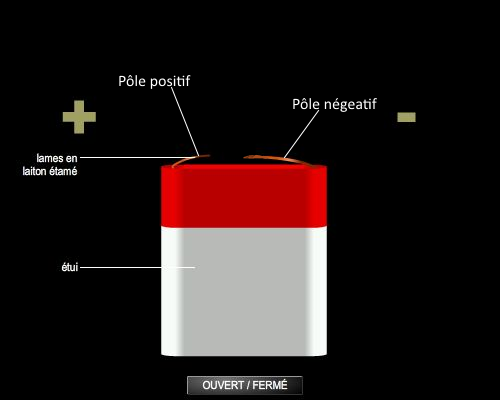 Pôle positif
Pôle négeatif
+
-
lames en
laiton étamé
étui
OUVERT / FERMÉ